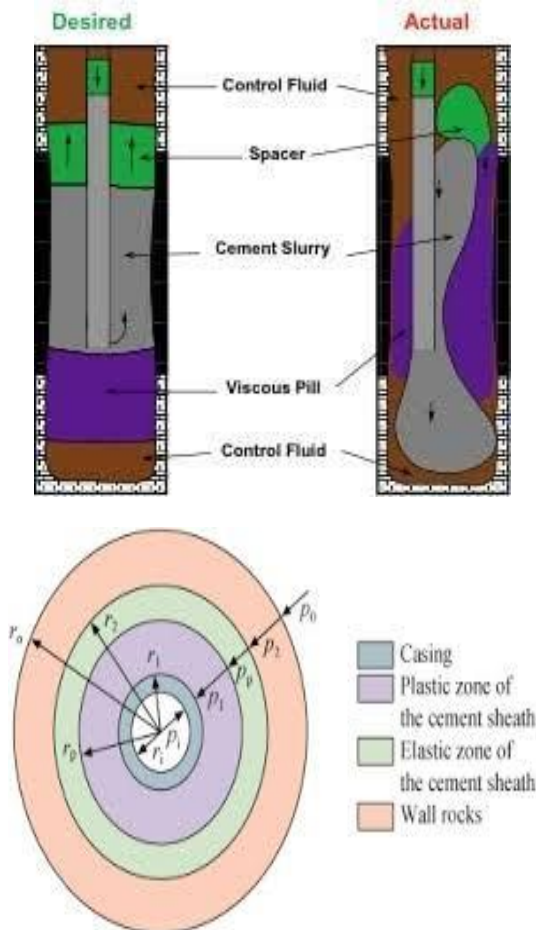 Desired
Actual
Control Fluid
Spacer
Cement Slurry
Viscous Pill
Control Fluid
r₀
r₂
r₁
rₚ
rᵢ
pᵢ
p₁
pₚ
p₂
p₀
Casing
Plastic zone of
the cement sheath
Elastic zone of
the cement sheath
Wall rocks